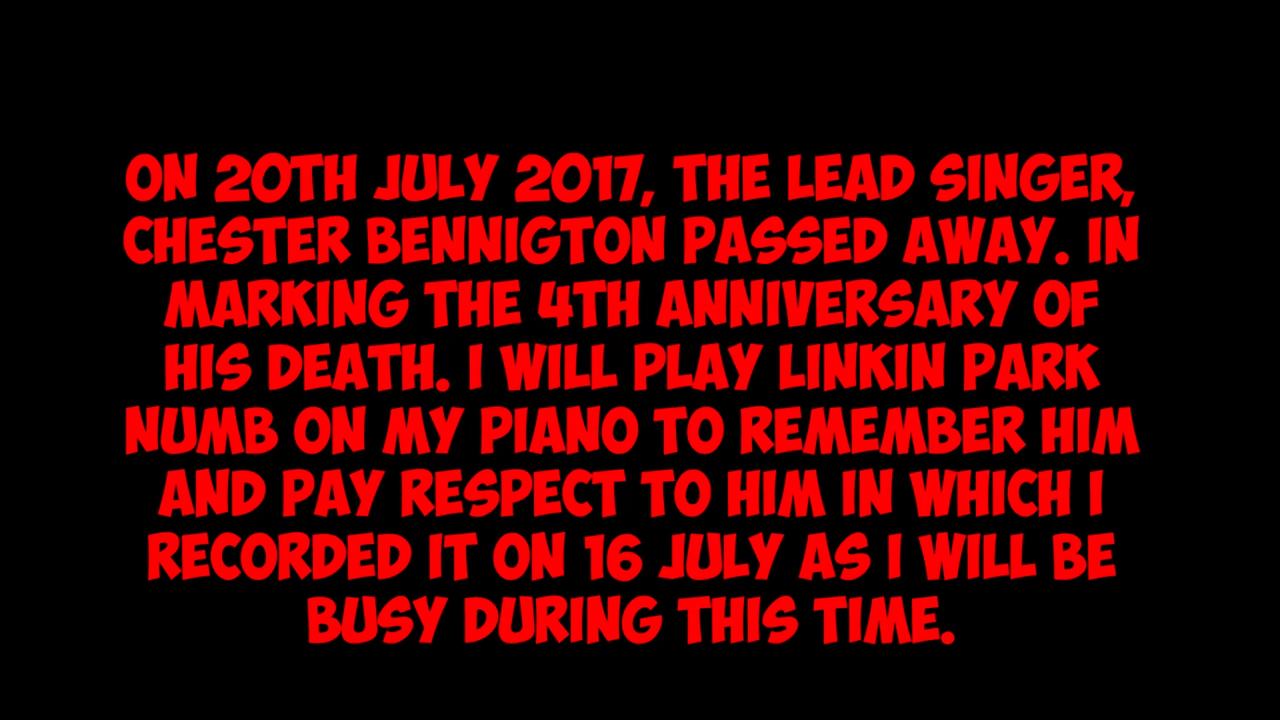 ON 20TH JULY 2017, THE LEAD SINGER,
CHESTER BENNIGTON PASSED AWAY. IN
MARKING THE 4TH ANNIVERSARY OF
HIS DEATH. I WILL PLAY LINKIN PARK
NUMB ON MY PIANO TO REMEMBER HIM
AND PAY RESPECT TO HIM IN WHICH I
RECORDED IT ON 16 JULY AS I WILL BE
BUSY DURING THIS TIME.